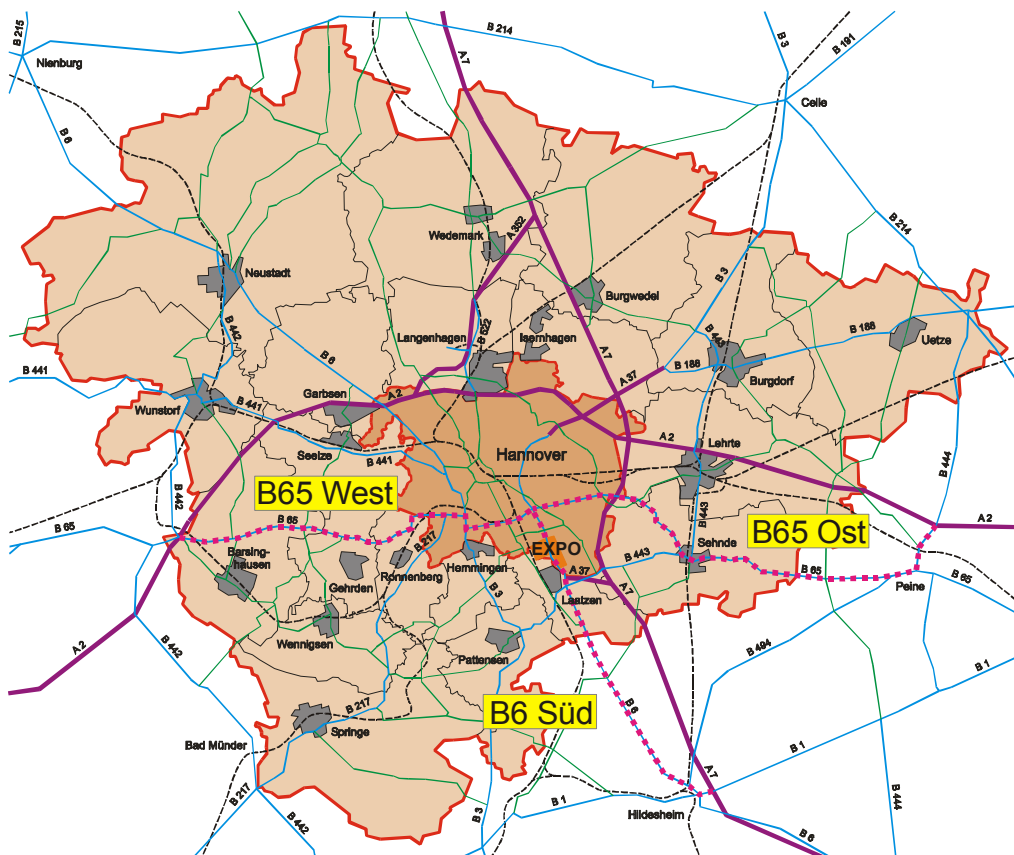 B 215
B 214
A 7
B 3
B 191
Nienburg
Celle
B 6
Wedemark
A 352
B 214
Neustadt
B 3
Burgwedel
B 442
Langenhagen
B 522
Isernhagen
B 6
A 7
B 443
B 188
Uetze
B 441
A 37
B 188
Burgdorf
Garbsen
A 2
Wunstorf
B 441
Seelze
B 441
Hannover
A 2
Lehrte
B 444
B65 West
B 442
B 65
B 65
B 443
B65 Ost
A 2
B 217
EXPO
Sehnde
Barsing-
hausen
Gehrden
Ronnenberg
Hemmingen
B 443
A 37
B 65
B 65
Laatzen
A 7
Peine
B 3
Wennigsen
A 2
B 442
Pattensen
B 494
B 1
B6 Süd
B 217
B 6
Bad Münder
Springe
B 1
A 7
B 217
B 442
B 3
B 1
Hildesheim
B 6
B 444